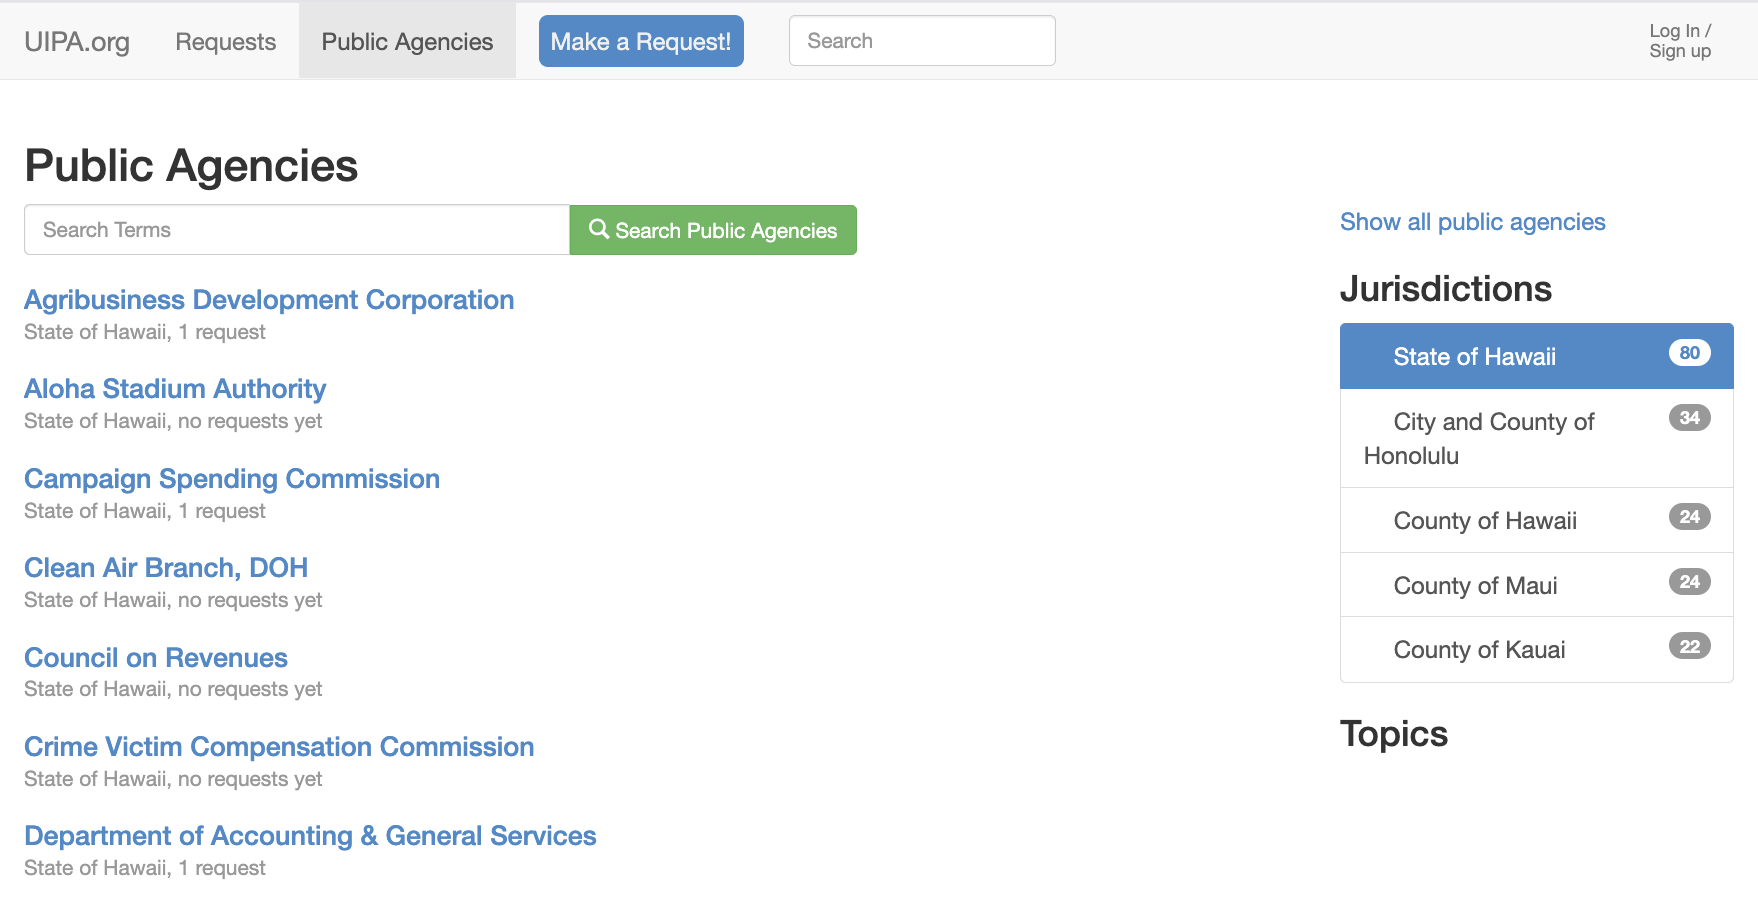 UIPA.org Requests Public Agencies Make a Request! Search Log In /
Sign up
Public Agencies
Search Terms Search Public Agencies
Agribusiness Development Corporation
State of Hawaii, 1 request
Aloha Stadium Authority
State of Hawaii, no requests yet
Campaign Spending Commission
State of Hawaii, 1 request
Clean Air Branch, DOH
State of Hawaii, no requests yet
Council on Revenues
State of Hawaii, no requests yet
Crime Victim Compensation Commission
State of Hawaii, no requests yet
Department of Accounting & General Services
State of Hawaii, 1 request
Show all public agencies
Jurisdictions
State of Hawaii 80
City and County of 34
Honolulu
County of Hawaii 24
County of Maui 24
County of Kauai 22
Topics